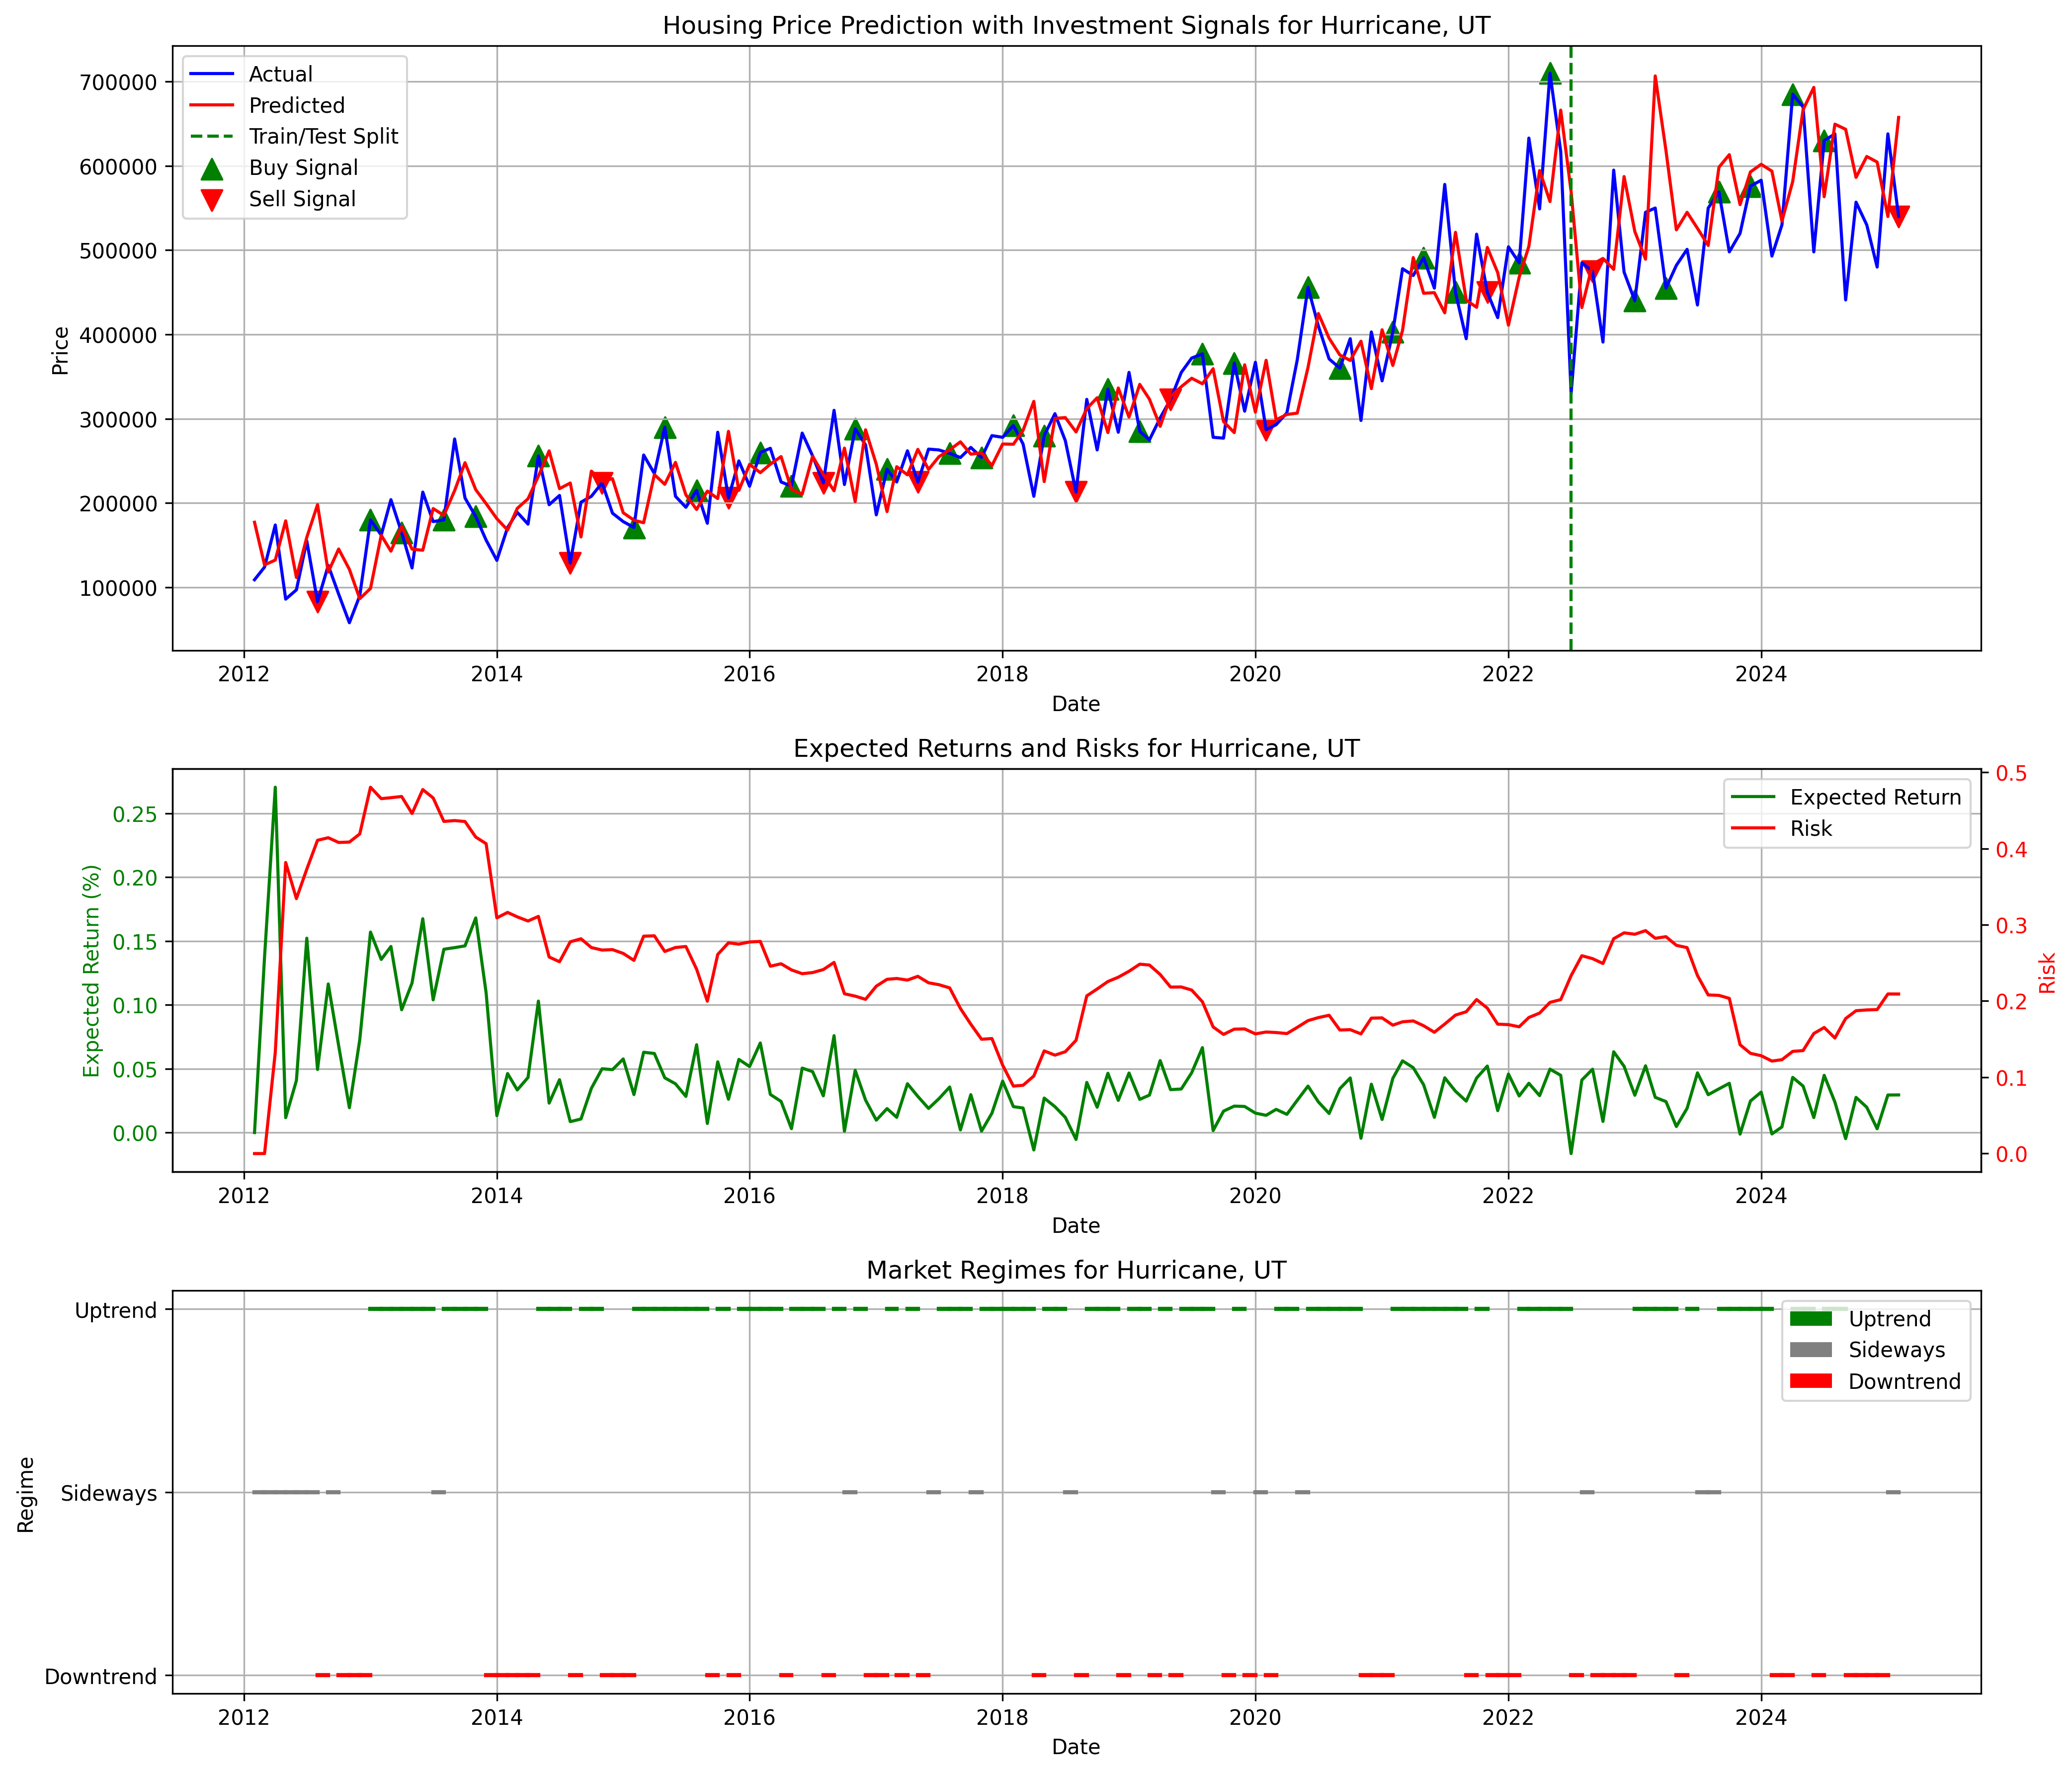 Housing Price Prediction with Investment Signals for Hurricane, UT
Actual
Predicted
Train/Test Split
Buy Signal
Sell Signal
700000
600000
500000
400000
300000
200000
100000
Price
2012 2014 2016 2018 2020 2022 2024
Date
Expected Returns and Risks for Hurricane, UT
Expected Return
Risk
0.25
0.20
0.15
0.10
0.05
0.00
Expected Return (%)
0.5
0.4
0.3
0.2
0.1
0.0
Risk
2012 2014 2016 2018 2020 2022 2024
Date
Market Regimes for Hurricane, UT
Uptrend
Sideways
Downtrend
Regime
Uptrend
Sideways
Downtrend
2012 2014 2016 2018 2020 2022 2024
Date